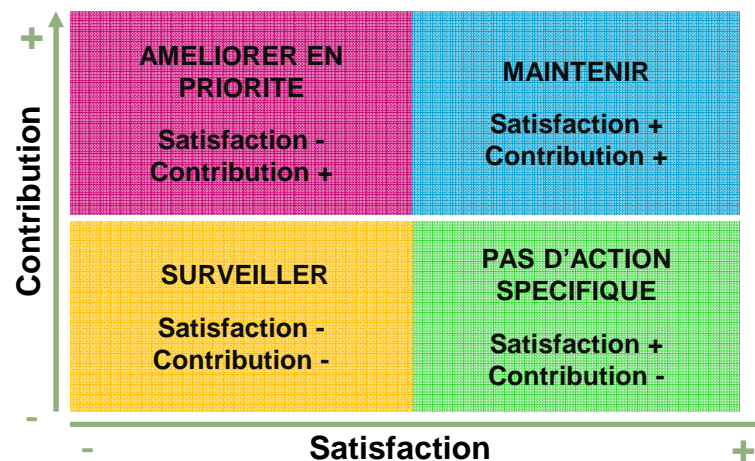 +
Contribution
-
AMELIORER EN
PRIORITE
Satisfaction -
Contribution +
MAINTENIR
Satisfaction +
Contribution +
SURVEILLER
Satisfaction -
Contribution -
PAS D'ACTION
SPECIFIQUE
Satisfaction +
Contribution -
-
Satisfaction
+